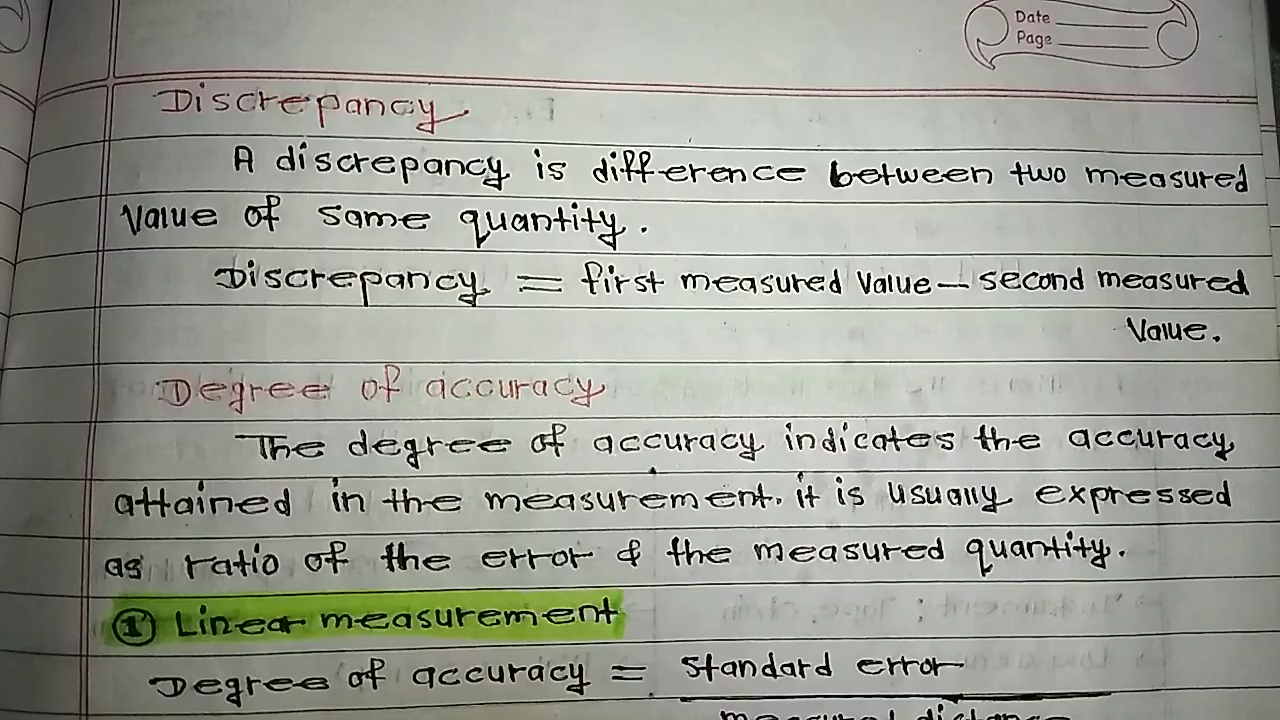 Date
Page
Discrepancy
A discrepancy is difference between two measured
value of same quantity.
Discrepancy = first measured value - second measured
value.
Degree of accuracy
The degree of accuracy indicates the accuracy
attained in the measurement. it is usually expressed
as ratio of the error & the measured quantity.
① Linear measurement
Degree of accuracy = standard error
measured distance